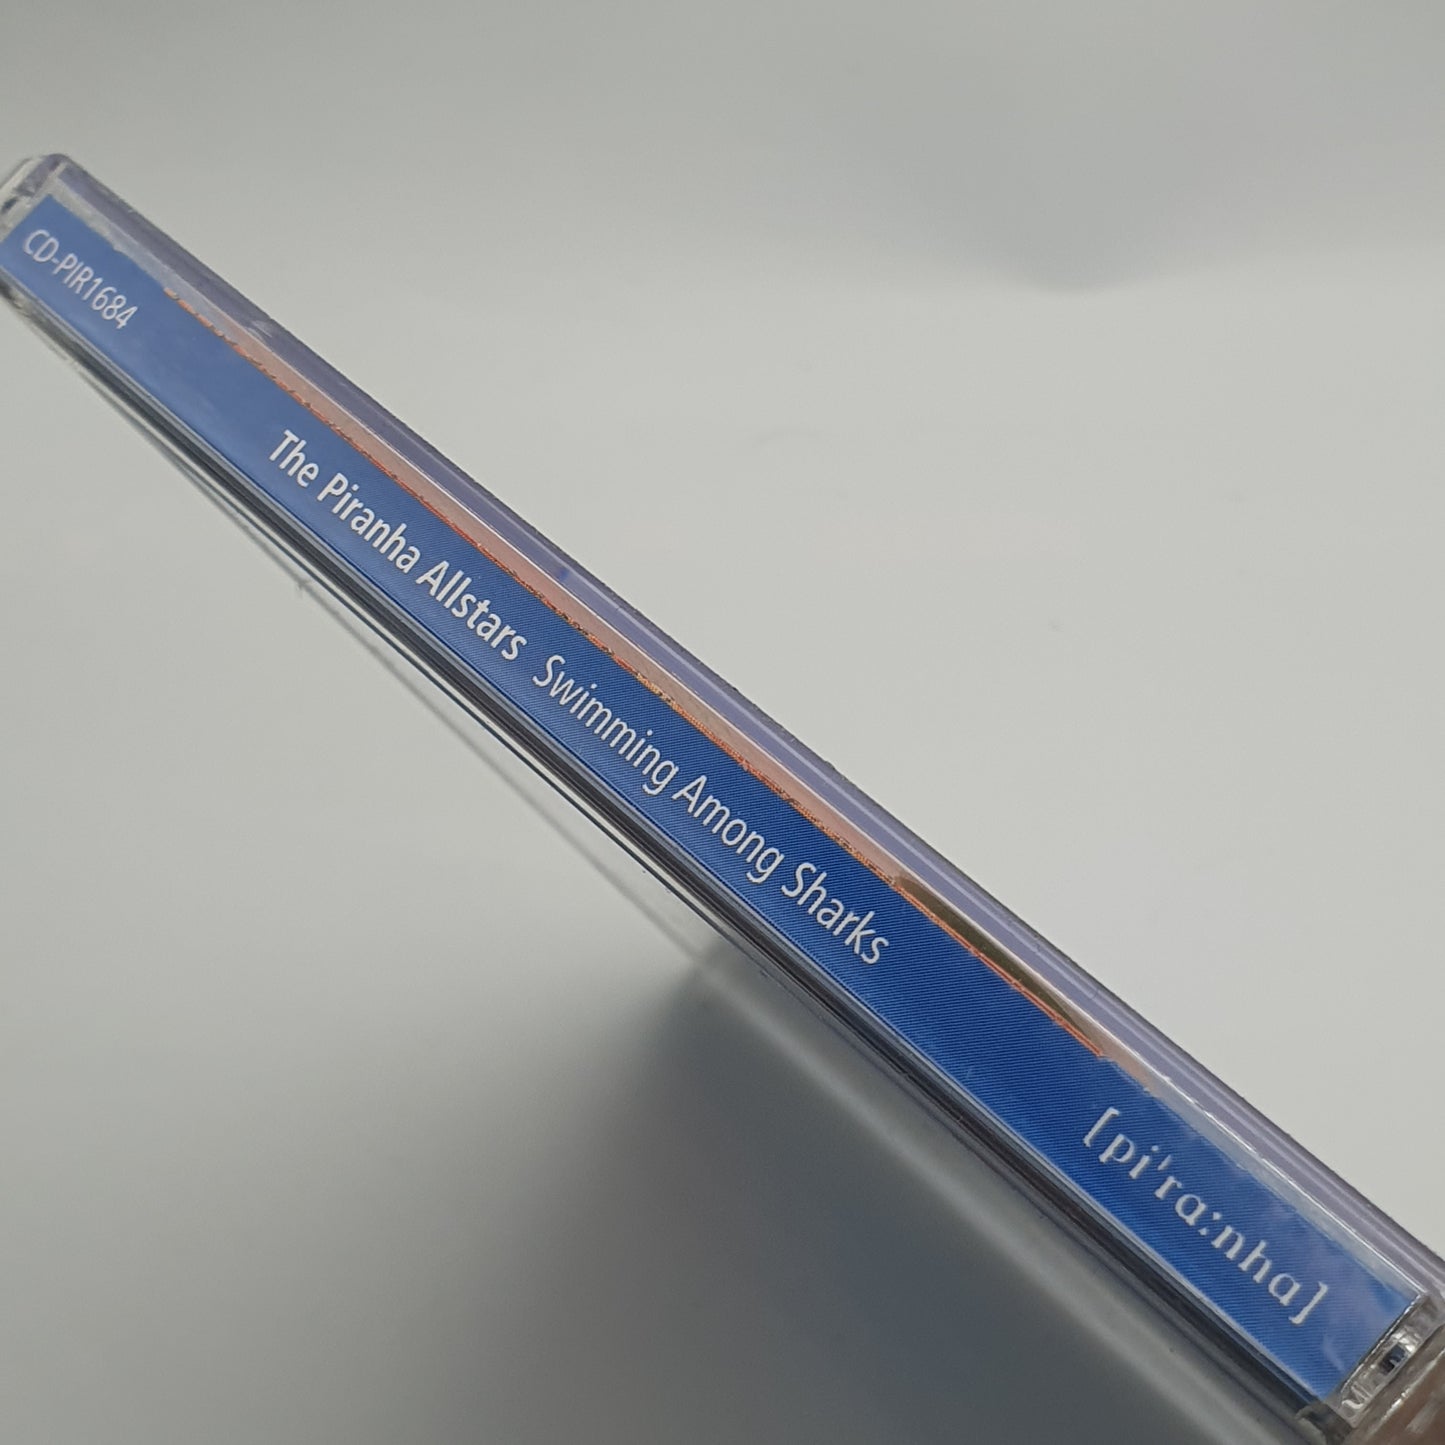 CD-PIR1684
The Piranha Allstars Swimming Among Sharks
[pi'ra:nha]